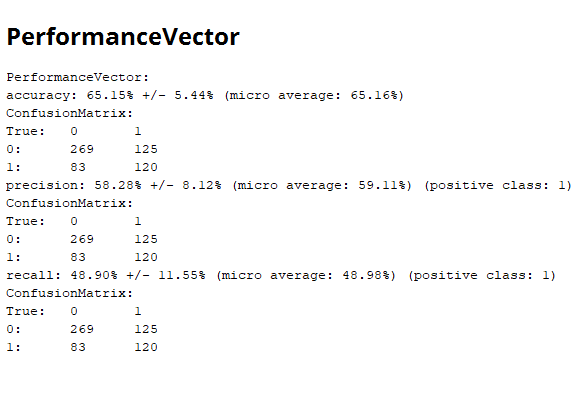 PerformanceVector
PerformanceVector:
accuracy: 65.15% +/- 5.44% (micro average: 65.16%)
ConfusionMatrix:
True:   0       1
0:      269     125
1:      83      120
precision: 58.28% +/- 8.12% (micro average: 59.11%) (positive class: 1)
ConfusionMatrix:
True:   0       1
0:      269     125
1:      83      120
recall: 48.90% +/- 11.55% (micro average: 48.98%) (positive class: 1)
ConfusionMatrix:
True:   0       1
0:      269     125
1:      83      120